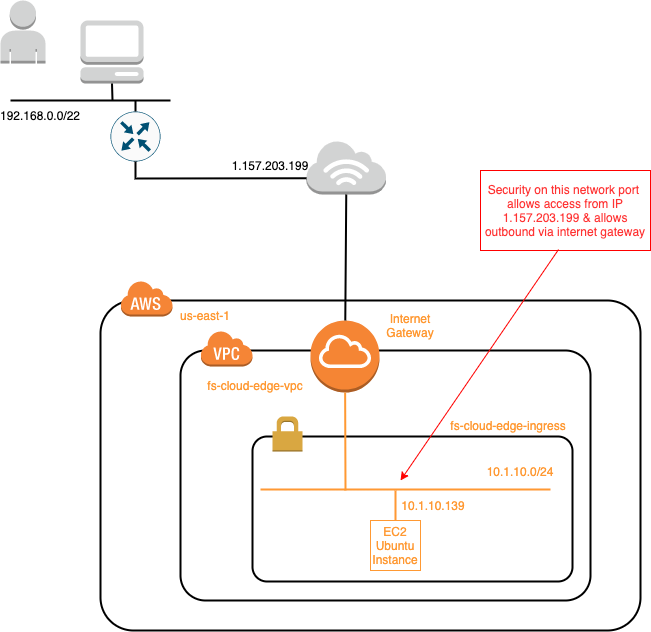 192.168.0.0/22
1.157.203.199
Security on this network port
allows access from IP
1.157.203.199 & allows
outbound via internet gateway
AWS
us-east-1
Internet
Gateway
VPC
fs-cloud-edge-vpc
fs-cloud-edge-ingress
10.1.10.0/24
10.1.10.139
EC2
Ubuntu
Instance